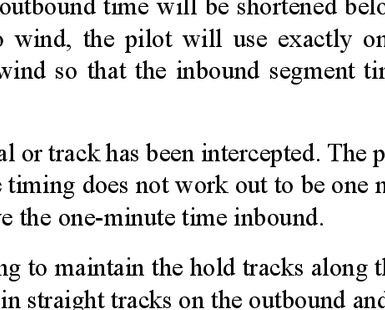 outbound time will be shortened belo
wind, the pilot will use exactly on
wind so that the inbound segment tir
al or track has been intercepted. The p
timing does not work out to be one n
ve the one-minute time inbound.
ng to maintain the hold tracks along th
in straight tracks on the outbound and